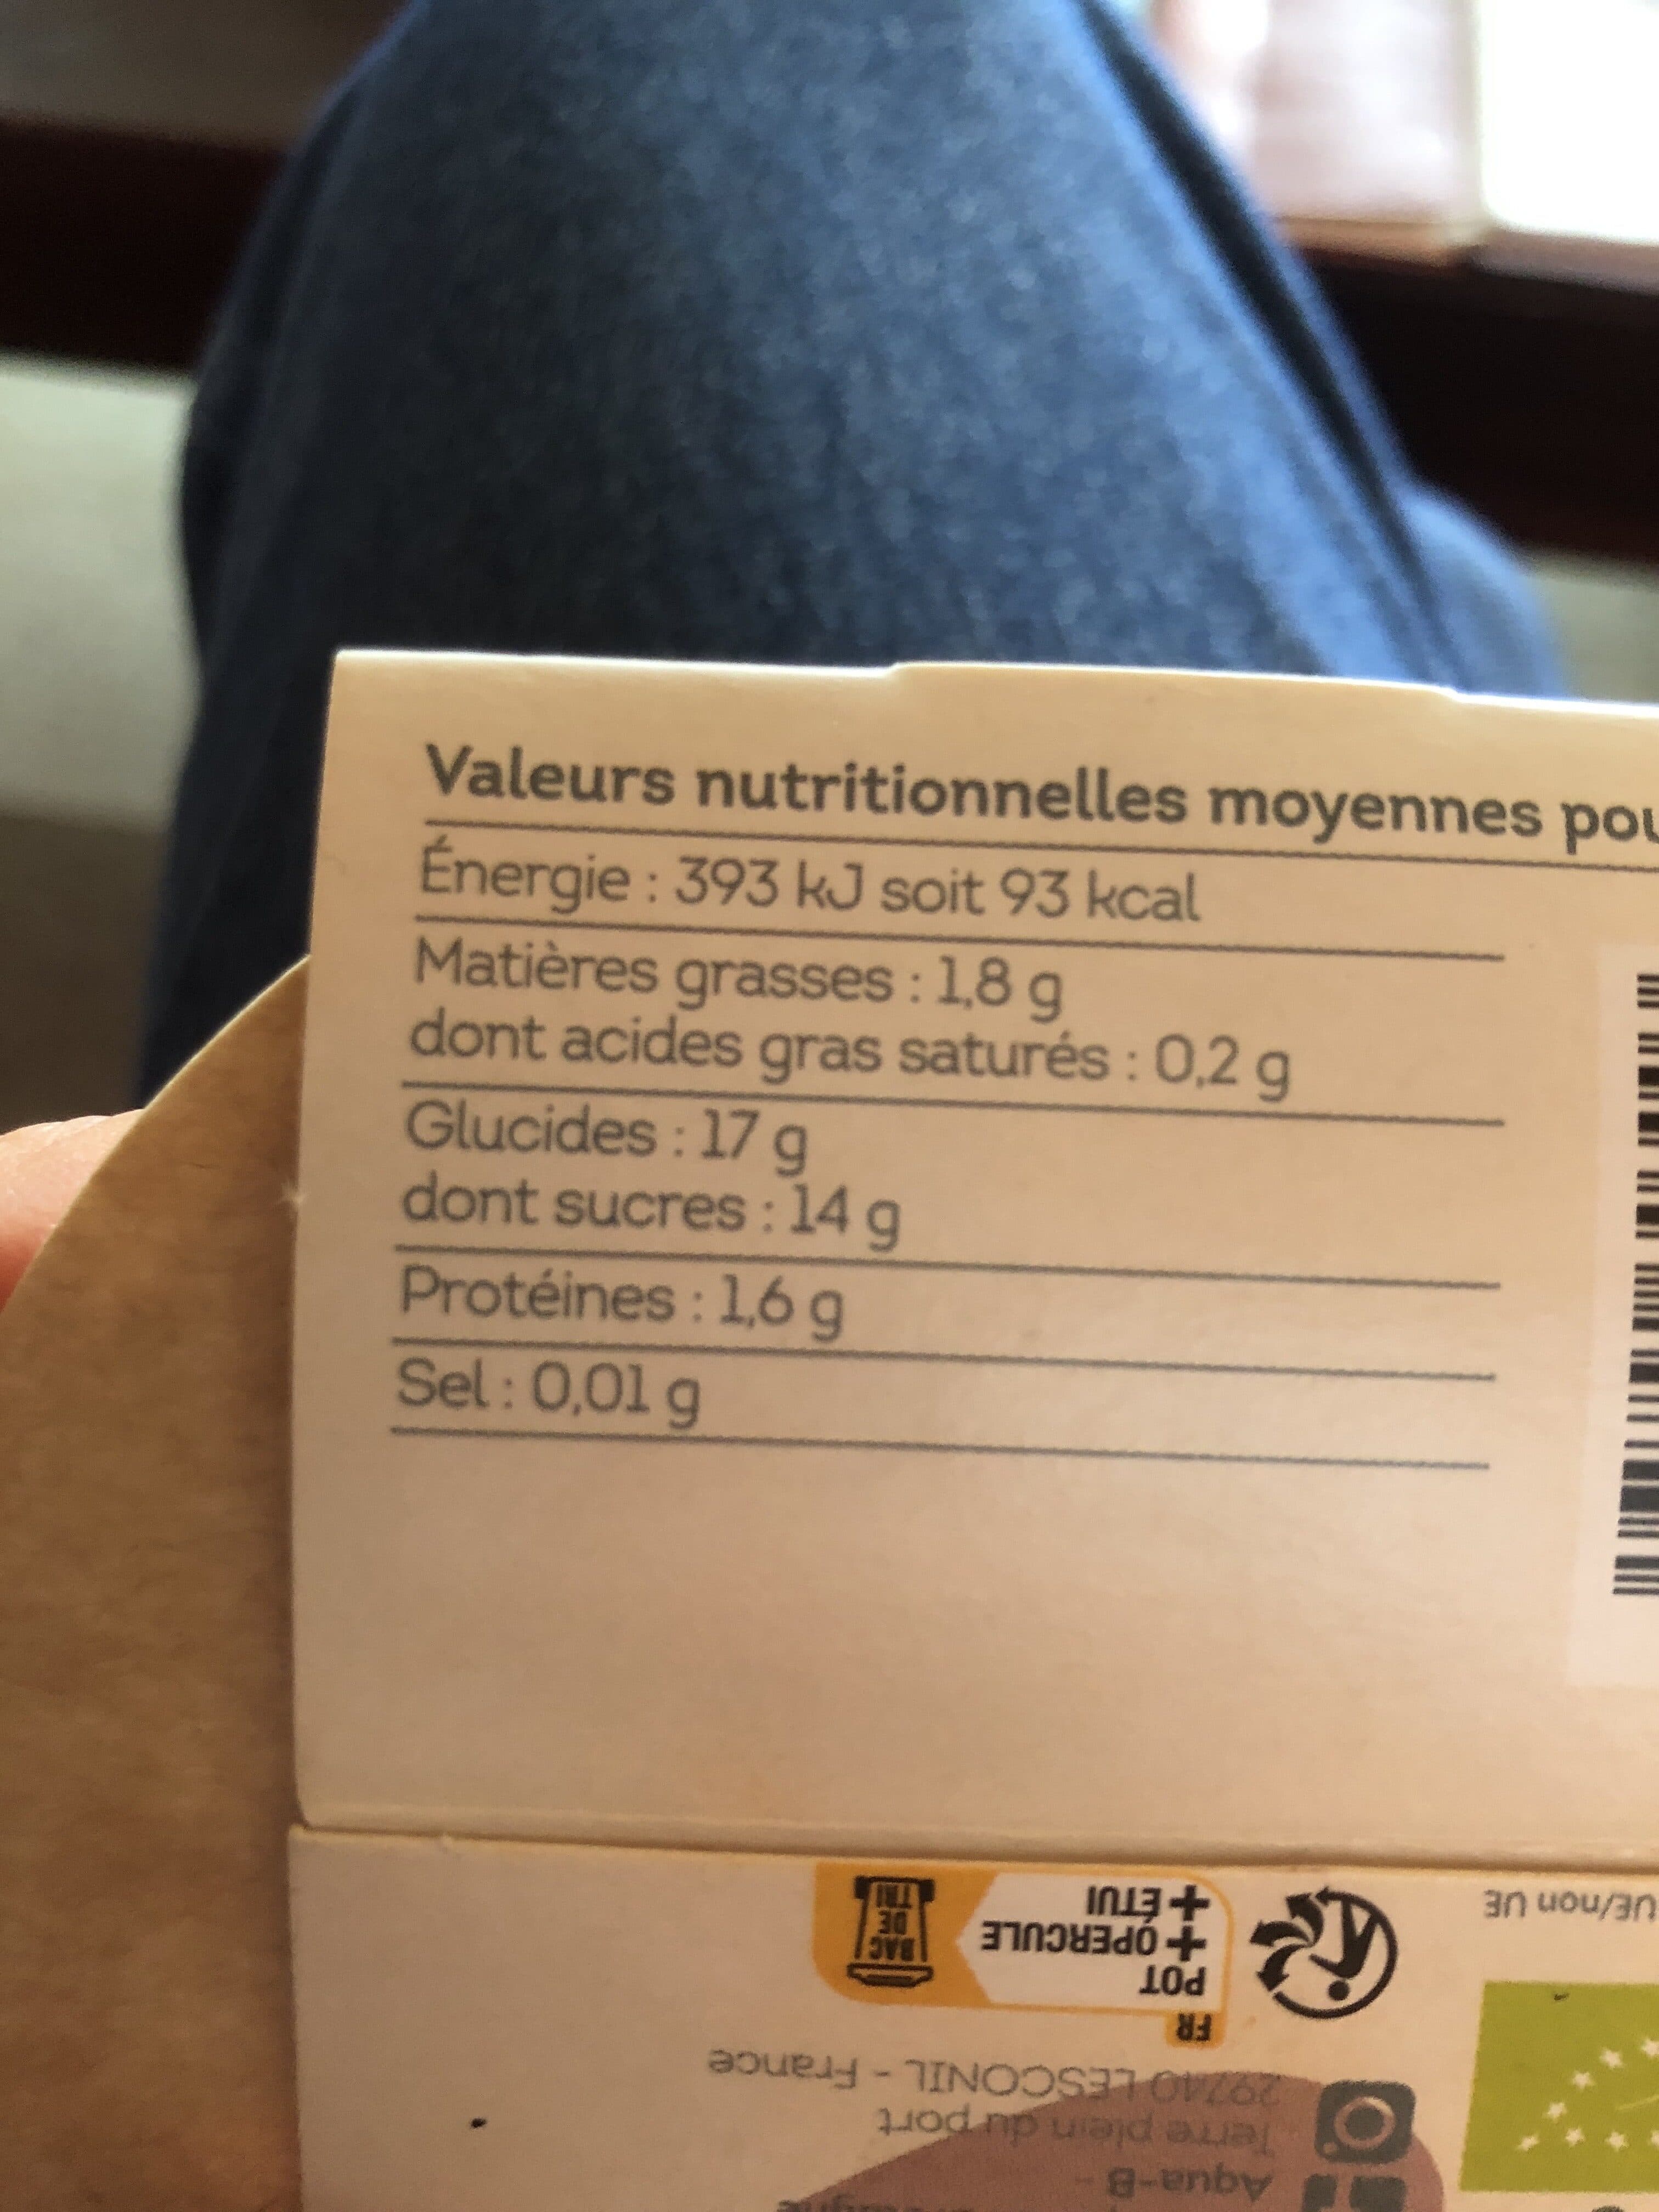 Valeurs nutritionnelles moyennes
Énergie : 393 kJ soit 93 kcal
Matières grasses : 1,8 g
dont acides gras saturés : 0,2 g
Glucides : 17 g
dont sucres : 14 g
Protéines : 1,6 g
Sel : 0,01 g
Aqua-B -
Terre plein du port
29740 LESCONIL - France
FR
POT
+ OPERCULE
+ ÉTUI
BAC
DE
TRI
UE/non UE